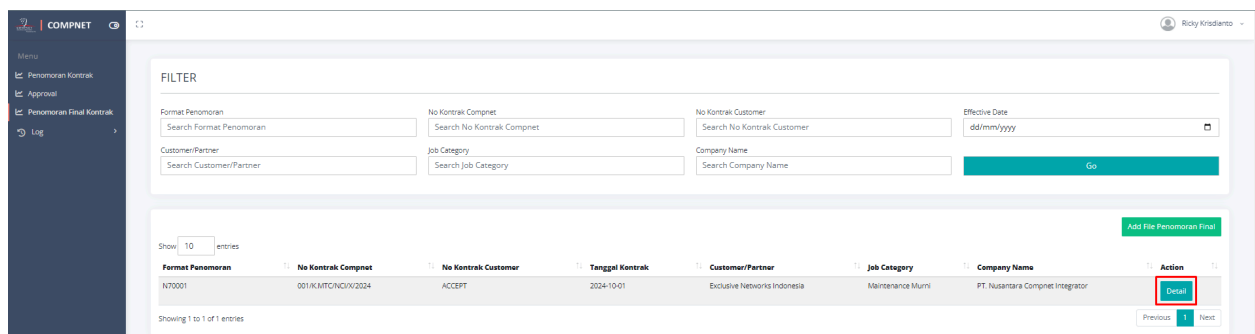 COMPNET
Ricky Krisdianto
Menu
Penomoran Kontrak
Approval
Penomoran Final Kontrak
Log
FILTER
Format Penomoran No Kontrak Compnet No Kontrak Customer Effective Date
Search Format Penomoran Search No Kontrak Compnet Search No Kontrak Customer dd/mm/yyyy
Customer/Partner Job Category Company Name
Search Customer/Partner Search Job Category Search Company Name Go
Add File Penomoran Final
Show 10 entries
Format Penomoran No Kontrak Compnet No Kontrak Customer Tanggal Kontrak Customer/Partner Job Category Company Name Action
N70001 001/K.MTC/NCI/X/2024 ACCEPT 2024-10-01 Exclusive Networks Indonesia Maintenance Murni PT. Nusantara Compnet Integrator Detail
Showing 1 to 1 of 1 entries
Previous 1 Next